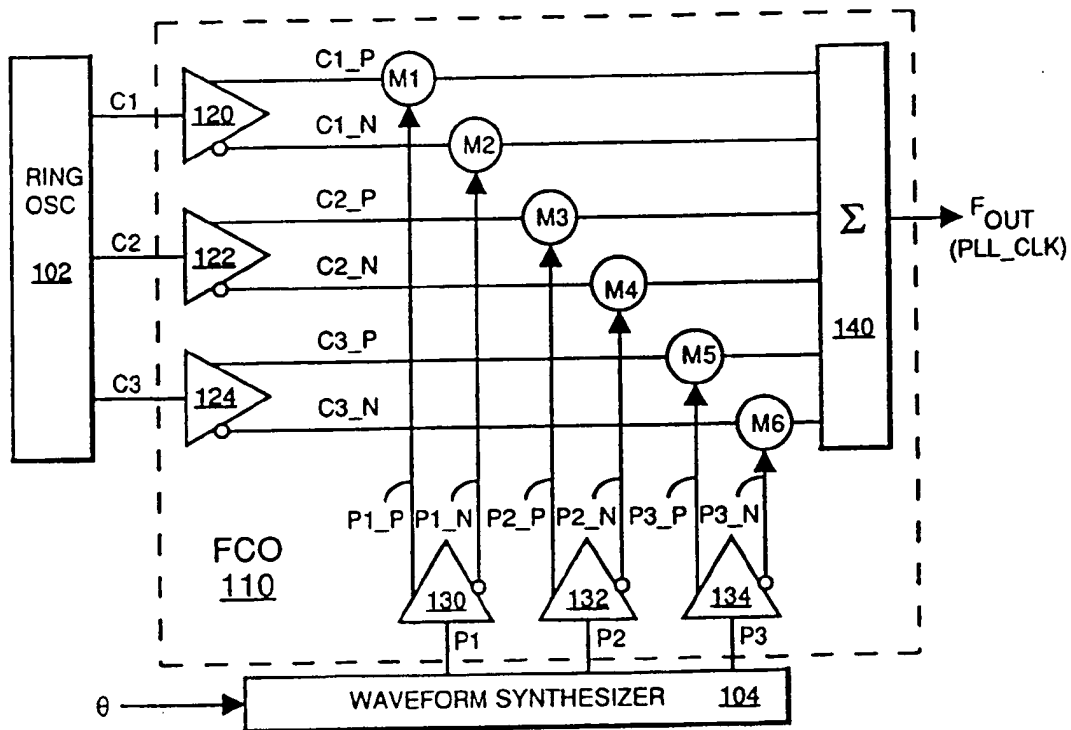 RING
OSC
102
C1
C2
C3
120
122
124
C1_P
C1_N
C2_P
C2_N
C3_P
C3_N
M1
M2
M3
M4
M5
M6
Σ
140
FOUT
(PLL_CLK)
P1_P P1_N P2_P P2_N P3_P P3_N
FCO
110
130
132
134
P1
P2
P3
θ
WAVEFORM SYNTHESIZER 104